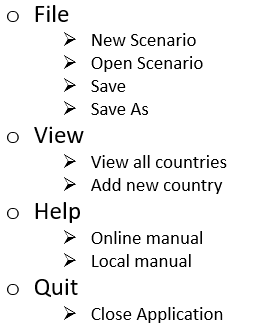 File
New Scenario
Open Scenario
Save
Save As
View
View all countries
Add new country
Help
Online manual
Local manual
Quit
Close Application